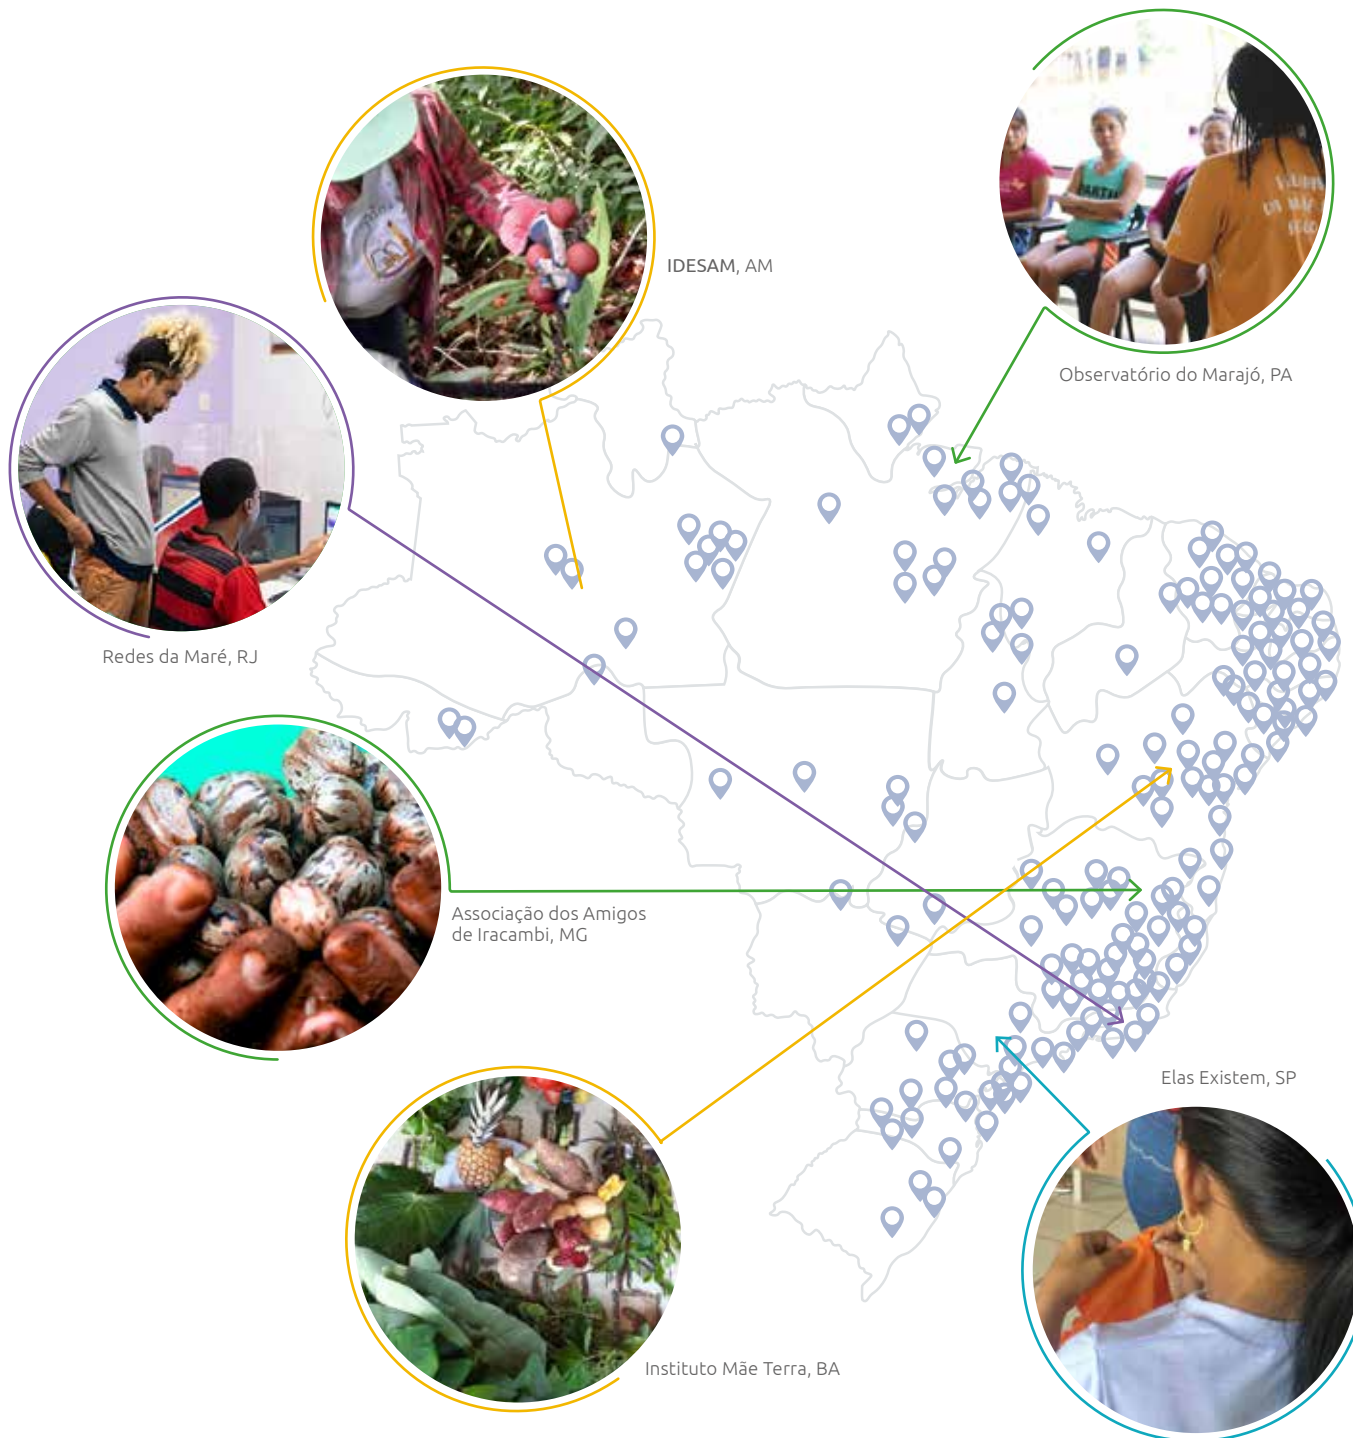 IDESAM, AM
Observatório do Marajó, PA
Redes da Maré, RJ
Associação dos Amigos
de Iracambi, MG
Elas Existem, SP
Instituto Mãe Terra, BA